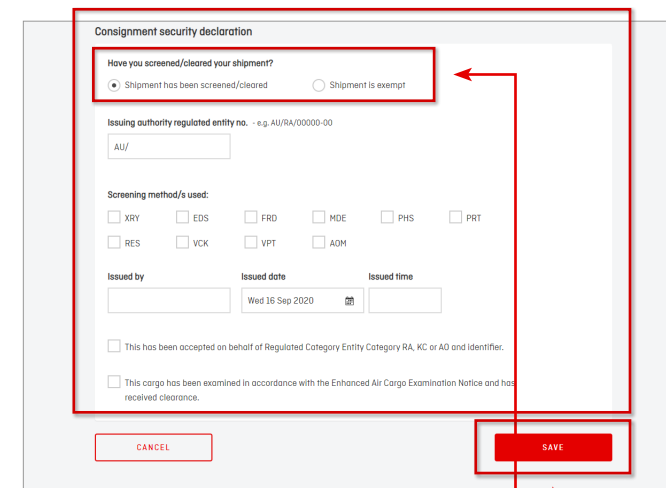 Consignment security declaration
Have you screened/cleared your shipment?
Shipment has been screened/cleared Shipment is exempt
Issuing authority regulated entity no. - e.g. AU/RA/00000-00
AU/
Screening method/s used:
XRY EDS FRD MDE PHS PRT
RES VCK VPT AOM
Issued by Issued date Issued time
Wed 16 Sep 2020
This has been accepted on behalf of Regulated Category Entity Category RA, KC or AO and identifier.
This cargo has been examined in accordance with the Enhanced Air Cargo Examination Notice and has
received clearance.
CANCEL SAVE